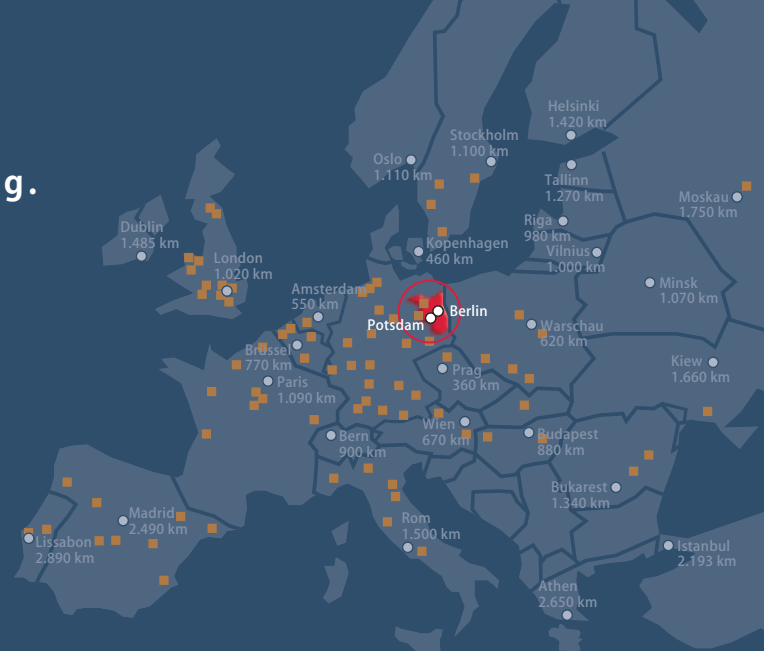 Helsinki
1.420 km
Stockholm
1.100 km
Oslo
1.110 km
g.
Tallinn
1.270 km
Moskau
1.750 km
Riga
980 km
Dublin
1.485 km
Kopenhagen
460 km
Vilnius
1.000 km
London
1.020 km
Minsk
1.070 km
Amsterdam
550 km
Berlin
Potsdam
Warschau
620 km
Brüssel
770 km
Kiew
1.660 km
Prag
360 km
Paris
1.090 km
Wien
670 km
Bern
900 km
Budapest
880 km
Bukarest
1.340 km
Madrid
2.490 km
Rom
1.500 km
Lissabon
2.890 km
Istanbul
2.193 km
Athen
2.650 km